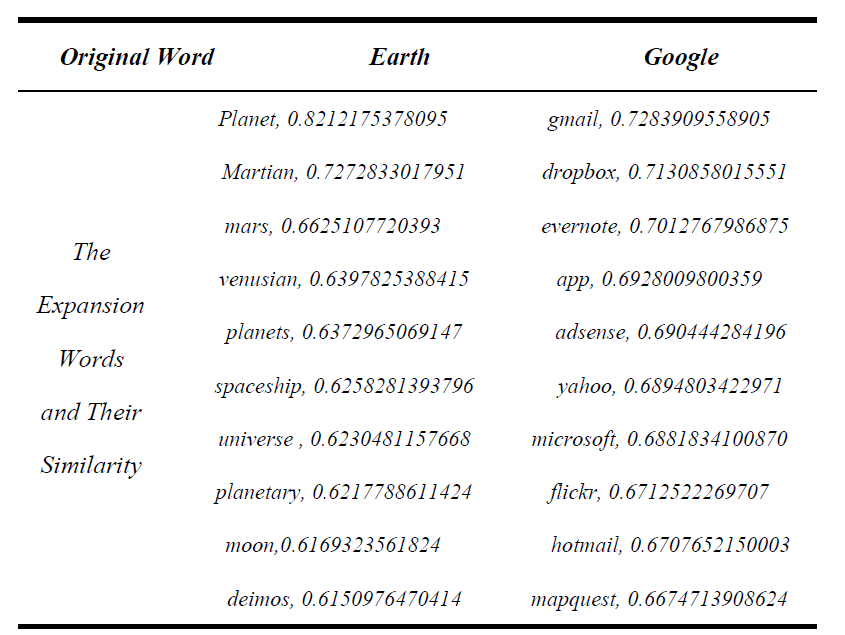 Original Word Earth Google
Planet, 0.8212175378095 gmail, 0.7283909558905
Martian, 0.7272833017951 dropbox, 0.7130858015551
mars, 0.6625107720393 evernote, 0.7012767986875
The
venusian, 0.6397825388415 app, 0.6928009800359
Expansion
planets, 0.6372965069147 adsense, 0.690444284196
Words
spaceship, 0.6258281393796 yahoo, 0.6894803422971
and Their
universe , 0.6230481157668 microsoft, 0.6881834100870
Similarity
planetary, 0.6217788611424 flickr, 0.6712522269707
moon,0.6169323561824 hotmail, 0.6707652150003
deimos, 0.6150976470414 mapquest, 0.6674713908624